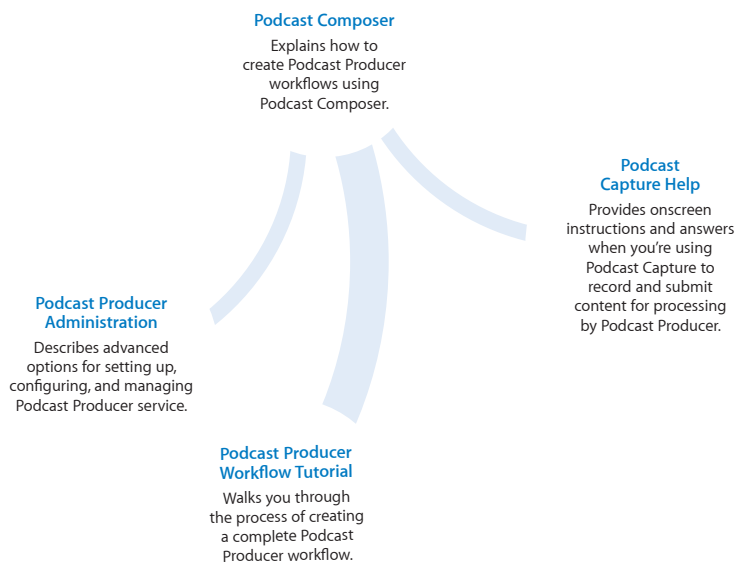 Podcast Composer
Explains how to
create Podcast Producer
workflows using
Podcast Composer.
Podcast
Capture Help
Provides onscreen
instructions and answers
when you’re using
Podcast Capture to
record and submit
content for processing
by Podcast Producer.
Podcast Producer
Administration
Describes advanced
options for setting up,
configuring, and managing
Podcast Producer service.
Podcast Producer
Workflow Tutorial
Walks you through
the process of creating
a complete Podcast
Producer workflow.